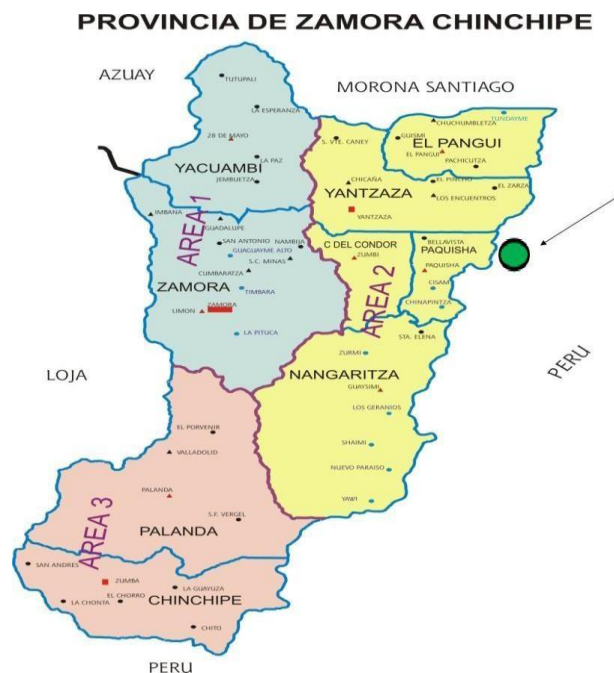 PROVINCIA DE ZAMORA CHINCHIPE
AZUAY
MORONA SANTIAGO
TUTUPALI
LA ESPERANZA
28 DE MAYO
YACUAMBI
LA PAZ
JEMBUETZA
TUNDAYME
CHUCHUMBLETZA
GUISMI
EL PANGUI
EL PANGUI
PACHICUTZA
S. VTE. CANEY
CHICAÑA
YANTZAZA
YANTZAZA
EL PINCHO
EL ZARZA
LOS ENCUENTROS
IMBANA
AREA 1
GUADALUPE
SAN ANTONIO
NAMBIJA
GUAGUAYME ALTO
S.C. MINAS
CUMBARATZA
ZAMORA
TIMBARA
LIMON
ZAMORA
LA PITUCA
C DEL CONDOR
ZUMBI
AREA 2
BELLAVISTA
PAQUISHA
PAQUISHA
CISAM
CHINAPINTZA
STA. ELENA
ZURMI
NANGARITZA
GUAYSIMI
LOS GERANIOS
SHAIMI
NUEVO PARAISO
YAWI
PERU
LOJA
EL PORVENIR
VALLADOLID
PALANDA
S.F. VERGEL
PALANDA
AREA 3
SAN ANDRES
ZUMBA
LA GUAYUZA
LA CHONTA
EL CHORRO
CHINCHIPE
CHITO
PERU